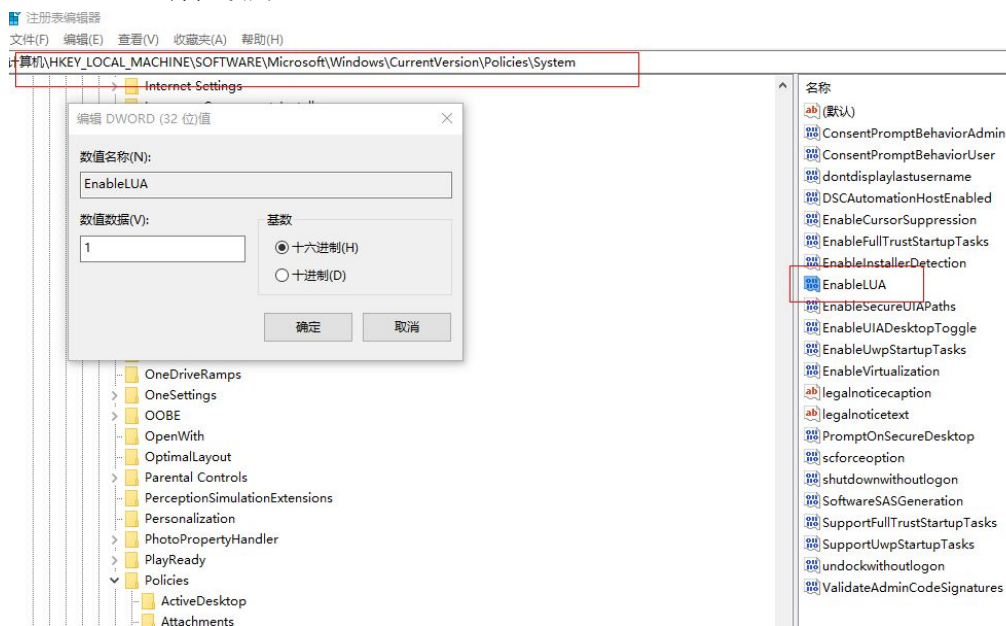 注册表编辑器
文件(F) 编辑(E) 查看(V) 收藏夹(A) 帮助(H)
计算机\HKEY_LOCAL_MACHINE\SOFTWARE\Microsoft\Windows\CurrentVersion\Policies\System
Internet Settings
编辑 DWORD (32 位)值
数值名称(N):
EnableLUA
数值数据(V):
基数
1
十六进制(H)
十进制(D)
确定
取消
OneDriveRamps
OneSettings
OOBE
OpenWith
OptimalLayout
Parental Controls
PerceptionSimulationExtensions
Personalization
PhotoPropertyHandler
PlayReady
Policies
ActiveDesktop
Attachments
名称
(默认)
ConsentPromptBehaviorAdmin
ConsentPromptBehaviorUser
dontdisplaylastusername
DSCAutomationHostEnabled
EnableCursorSuppression
EnableFullTrustStartupTasks
EnableInstallerDetection
EnableLUA
EnableSecureUIAPaths
EnableUIADesktopToggle
EnableUwpStartupTasks
EnableVirtualization
legalnoticecaption
legalnoticetext
PromptOnSecureDesktop
scforceoption
shutdownwithoutlogon
SoftwareSASGeneration
SupportFullTrustStartupTasks
SupportUwpStartupTasks
undockwithoutlogon
ValidateAdminCodeSignatures